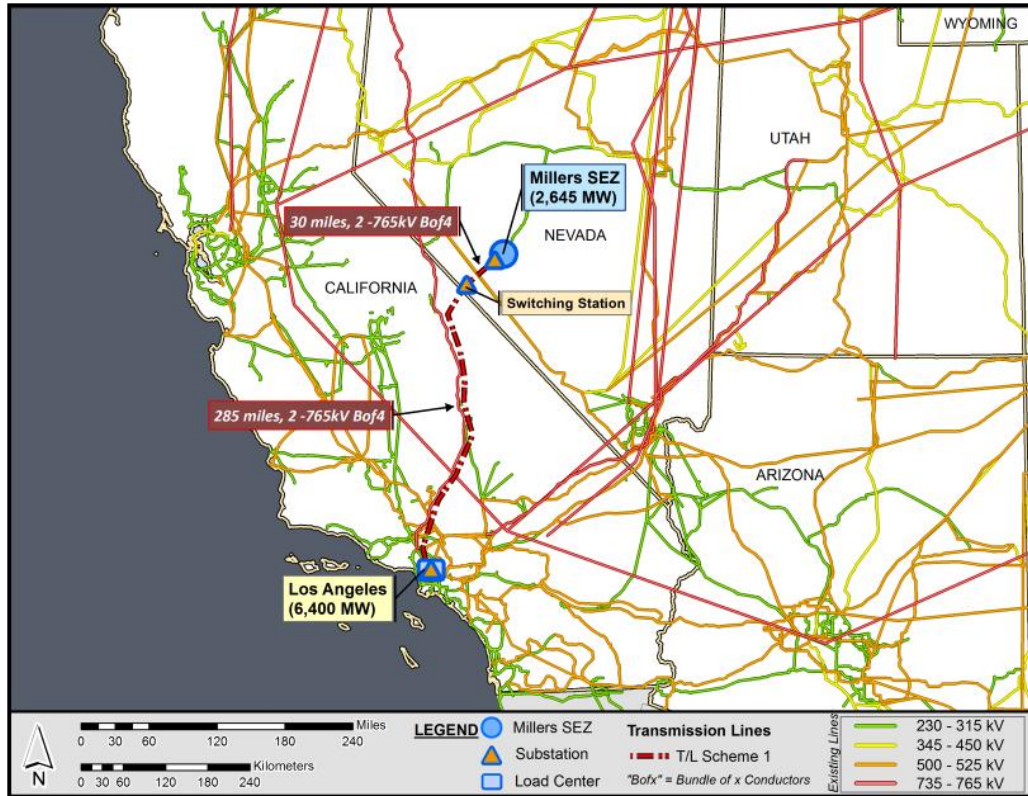 WYOMING
UTAH
Millers SEZ
(2,645 MW)
30 miles, 2 -765kV Bof4
NEVADA
CALIFORNIA
Switching Station
285 miles, 2 -765kV Bof4
ARIZONA
Los Angeles
(6,400 MW)
N
Miles
0 30 60 120 180 240
Kilometers
0 30 60 120 180 240
LEGEND
Millers SEZ
Substation
Load Center
Transmission Lines
T/L Scheme 1
"Bofx" = Bundle of x Conductors
Existing Lines
230 - 315 kV
345 - 450 kV
500 - 525 kV
735 - 765 kV